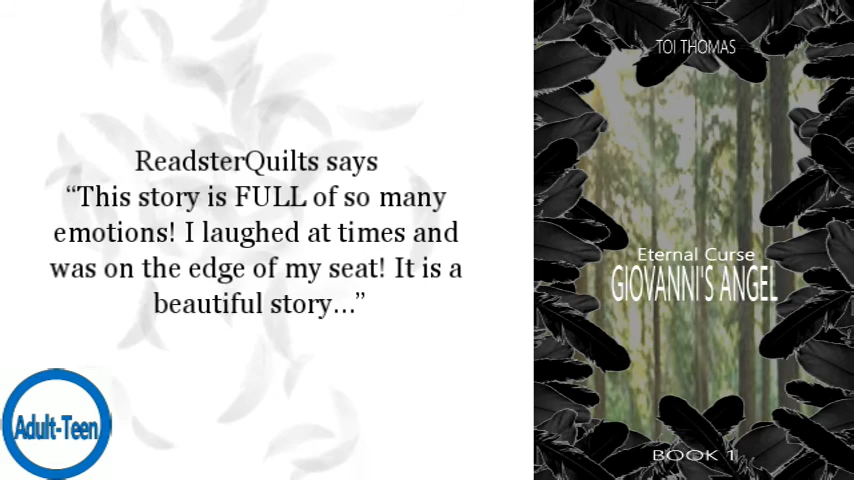 ReadsterQuilts says
“This story is FULL of so many
emotions! I laughed at times and
was on the edge of my seat! It is a
beautiful story...”
Adult-Teen
TOI THOMAS
Eternal Curse
GIOVANNI'S ANGEL
BOOK 1